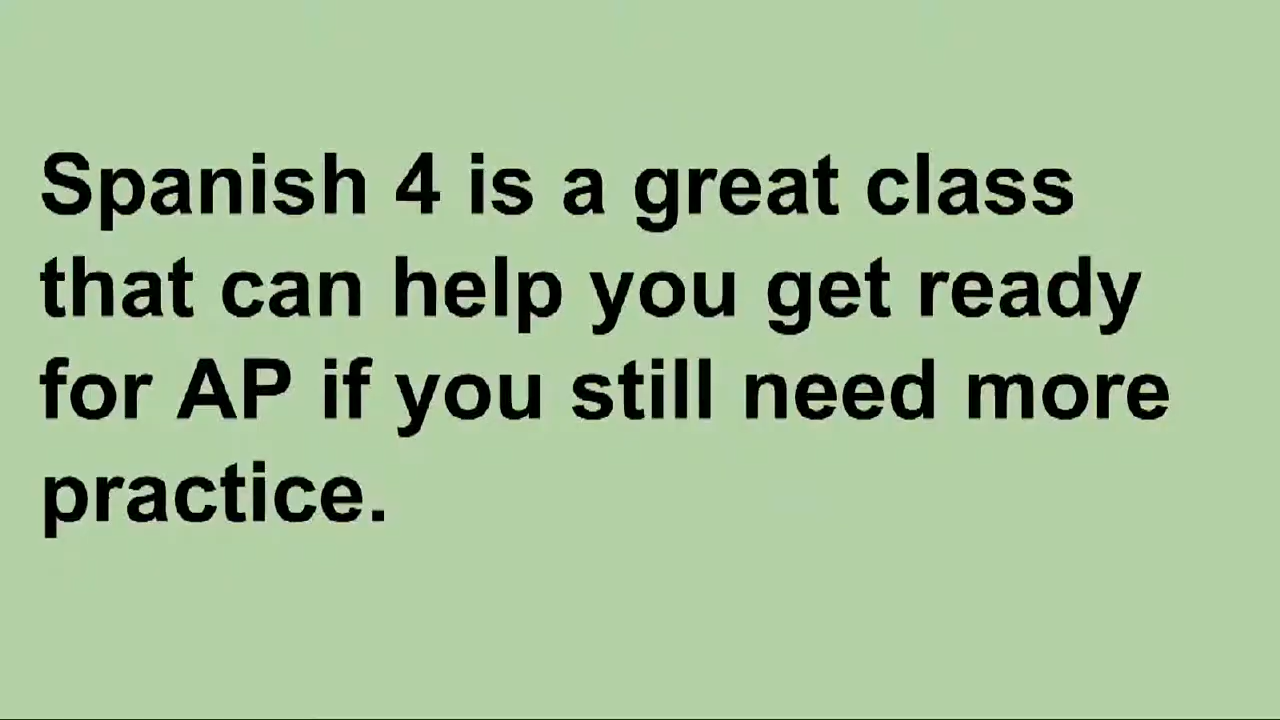 Spanish 4 is a great class
that can help you get ready
for AP if you still need more
practice.